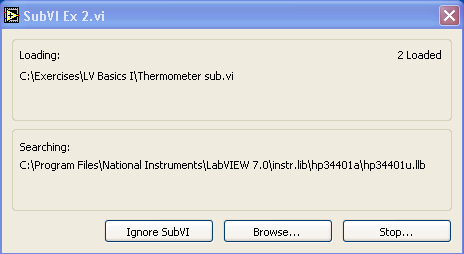 SubVI Ex 2.vi
Loading: 2 Loaded
C:\Exercises\LV Basics I\Thermometer sub.vi
Searching:
C:\Program Files\National Instruments\LabVIEW 7.0\instr.lib\hp34401a\hp34401u.llb
Ignore SubVI Browse... Stop...